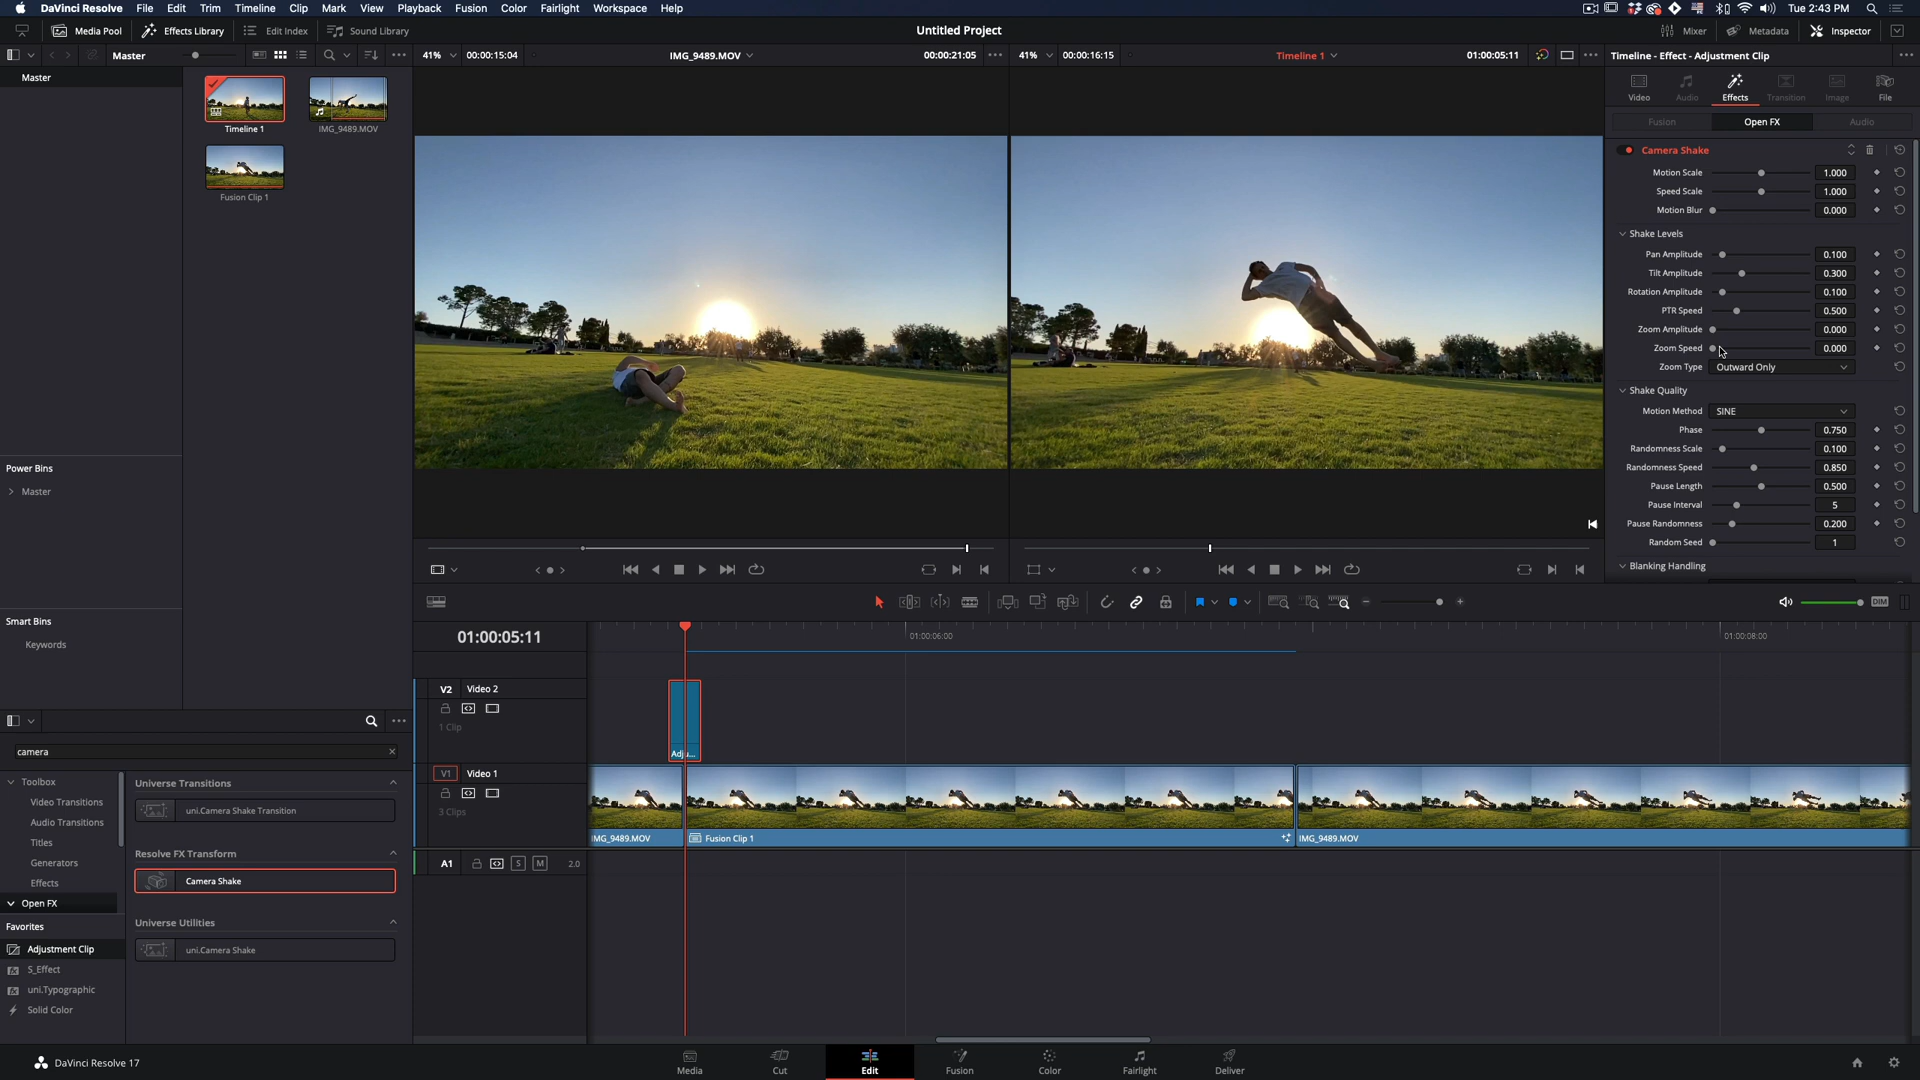 DaVinci Resolve File Edit Trim Timeline Clip Mark View Playback Fusion Color Fairlight Workspace Help Tue 2:43 PM
Media Pool Effects Library Edit Index Sound Library Untitled Project Mixer Metadata Inspector
Master 41% 00:00:15:04 IMG_9489.MOV 00:00:21:05 41% 00:00:16:15 Timeline 1 01:00:05:11 Timeline - Effect - Adjustment Clip
Master
Timeline 1 IMG_9489.MOV
Fusion Clip 1
Video Audio Effects Transition Image File
Fusion Open FX Audio
Camera Shake
Motion Scale 1.000
Speed Scale 1.000
Motion Blur 0.000
Shake Levels
Pan Amplitude 0.100
Tilt Amplitude 0.300
Rotation Amplitude 0.100
PTR Speed 0.500
Zoom Amplitude 0.000
Zoom Speed 0.000
Zoom Type Outward Only
Shake Quality
Motion Method SINE
Phase 0.750
Randomness Scale 0.100
Randomness Speed 0.850
Pause Length 0.500
Pause Interval 5
Pause Randomness 0.200
Random Seed 1
Blanking Handling
Power Bins
Master
Smart Bins
Keywords
DIM
01:00:05:11 01:00:06:00 01:00:08:00
V2 Video 2
1 Clip
Adju...
V1 Video 1
3 Clips
IMG_9489.MOV Fusion Clip 1 IMG_9489.MOV
A1 S M 2.0
camera
Toolbox
Video Transitions
Audio Transitions
Titles
Generators
Effects
Open FX
Favorites
Adjustment Clip
S_Effect
uni.Typographic
Solid Color
Universe Transitions
uni.Camera Shake Transition
Resolve FX Transform
Camera Shake
Universe Utilities
uni.Camera Shake
DaVinci Resolve 17
Media Cut Edit Fusion Color Fairlight Deliver